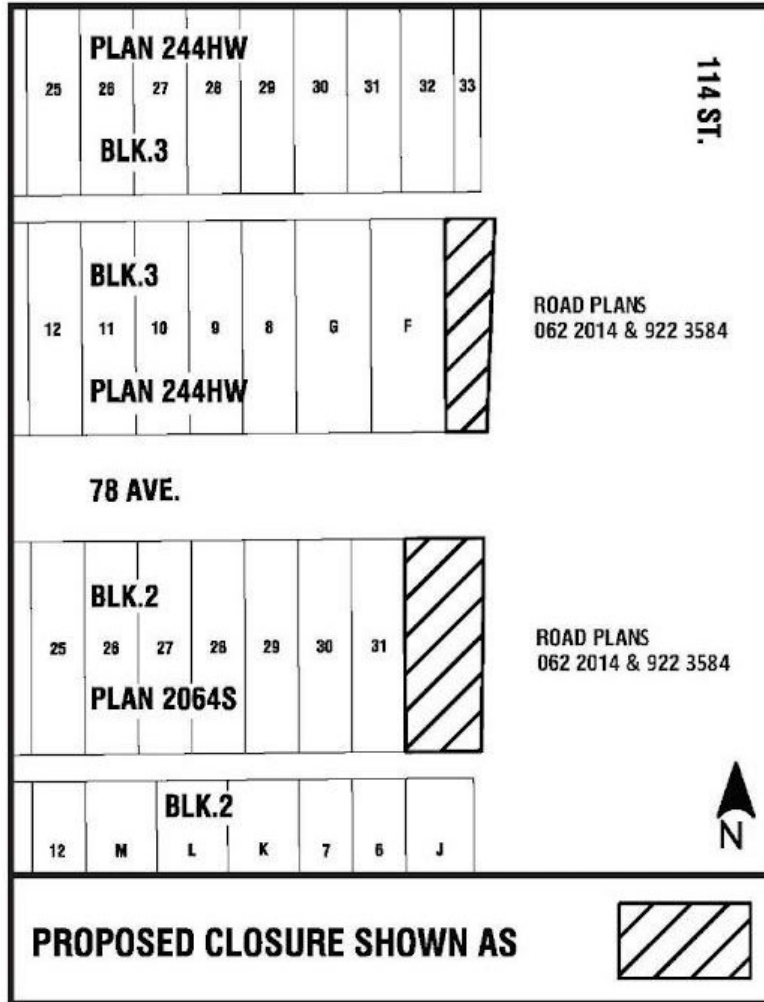 PLAN 244HW
25 26 27 28 29 30 31 32 33
BLK.3
114 ST.
BLK.3
12 11 10 9 8 G F
PLAN 244HW
ROAD PLANS
062 2014 & 922 3584
78 AVE.
BLK.2
25 26 27 28 29 30 31
PLAN 2064S
ROAD PLANS
062 2014 & 922 3584
BLK.2
12 M L K 7 6 J
N
PROPOSED CLOSURE SHOWN AS